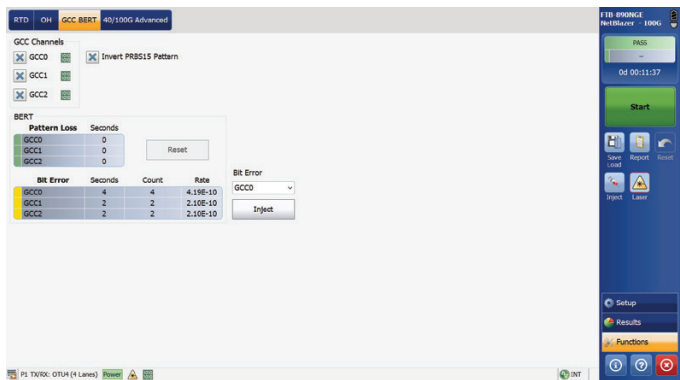 RTD OH GCC BERT 40/100G Advanced
FTB-890NGE
NetBlazer - 100G
GCC Channels
GCC0
Invert PRBS15 Pattern
GCC1
GCC2
PASS
--
0d 00:11:37
Start
BERT
Pattern Loss Seconds
GCC0 0
GCC1 0
GCC2 0
Reset
Bit Error Seconds Count Rate
GCC0 4 4 4.19E-10
GCC1 2 2 2.10E-10
GCC2 2 2 2.10E-10
Bit Error
GCC0
Inject
Save
Load
Report
Reset
Inject
Laser
Setup
Results
Functions
P1 TX/RX: OTU4 (4 Lanes) Power
INT